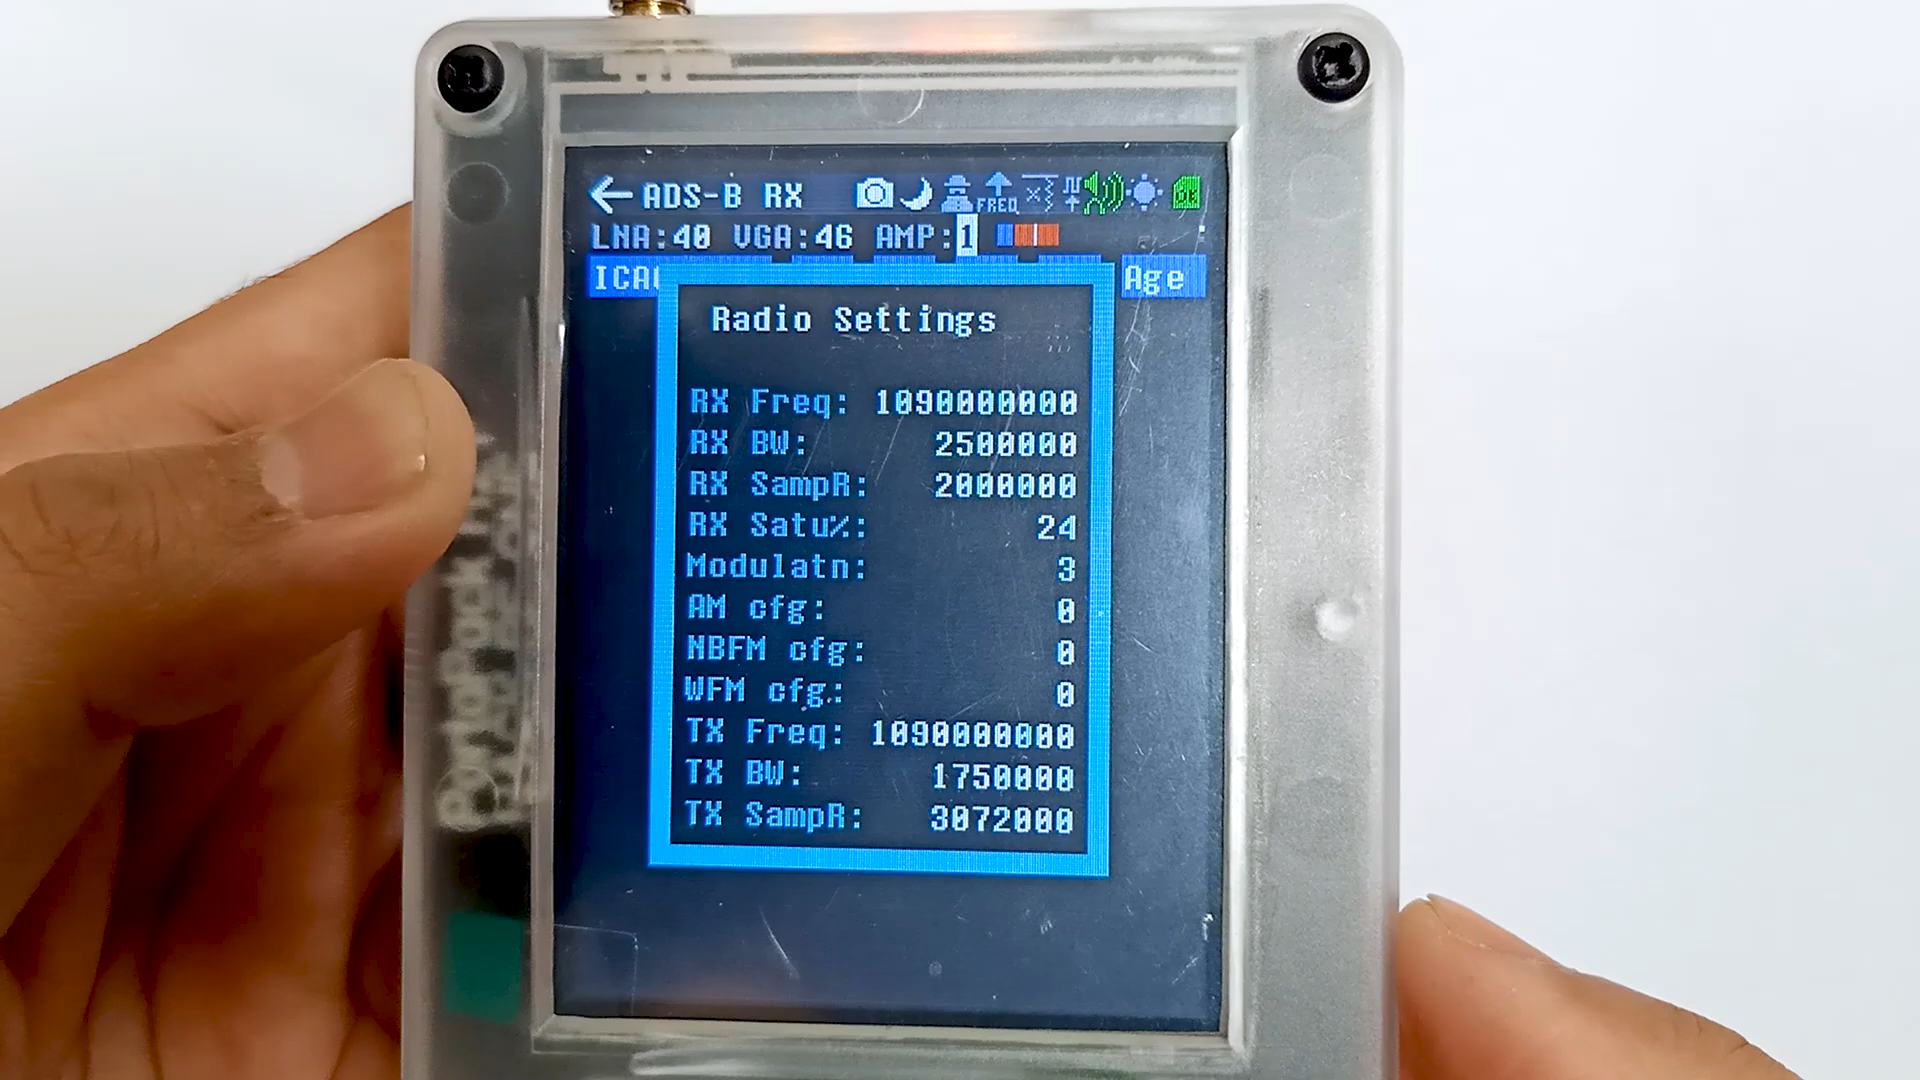 ADS-B RX FREQ
LNA:40 VGA:46 AMP:1
Age
Radio Settings
RX Freq: 1090000000
RX BW: 2500000
RX SampR: 2000000
RX Satu%: 24
Modulatn: 3
AM cfg: 0
NBFM cfg: 0
WFM cfg: 0
TX Freq: 1090000000
TX BW: 1750000
TX SampR: 3072000